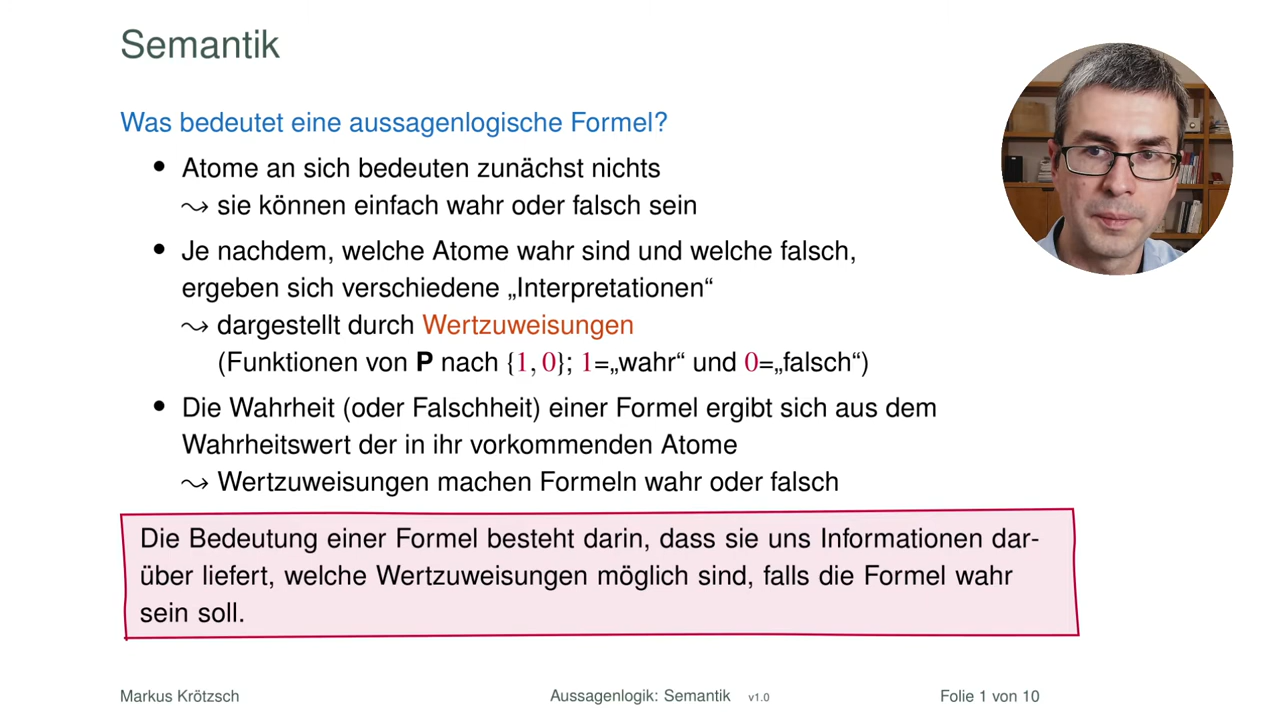 Semantik
Was bedeutet eine aussagenlogische Formel?
• Atome an sich bedeuten zunächst nichts
⤳ sie können einfach wahr oder falsch sein
• Je nachdem, welche Atome wahr sind und welche falsch,
ergeben sich verschiedene „Interpretationen“
⤳ dargestellt durch Wertzuweisungen
(Funktionen von P nach {1, 0}; 1=„wahr“ und 0=„falsch“)
• Die Wahrheit (oder Falschheit) einer Formel ergibt sich aus dem
Wahrheitswert der in ihr vorkommenden Atome
⤳ Wertzuweisungen machen Formeln wahr oder falsch
Die Bedeutung einer Formel besteht darin, dass sie uns Informationen dar-
über liefert, welche Wertzuweisungen möglich sind, falls die Formel wahr
sein soll.
Markus Krötzsch Aussagenlogik: Semantik v1.0 Folie 1 von 10